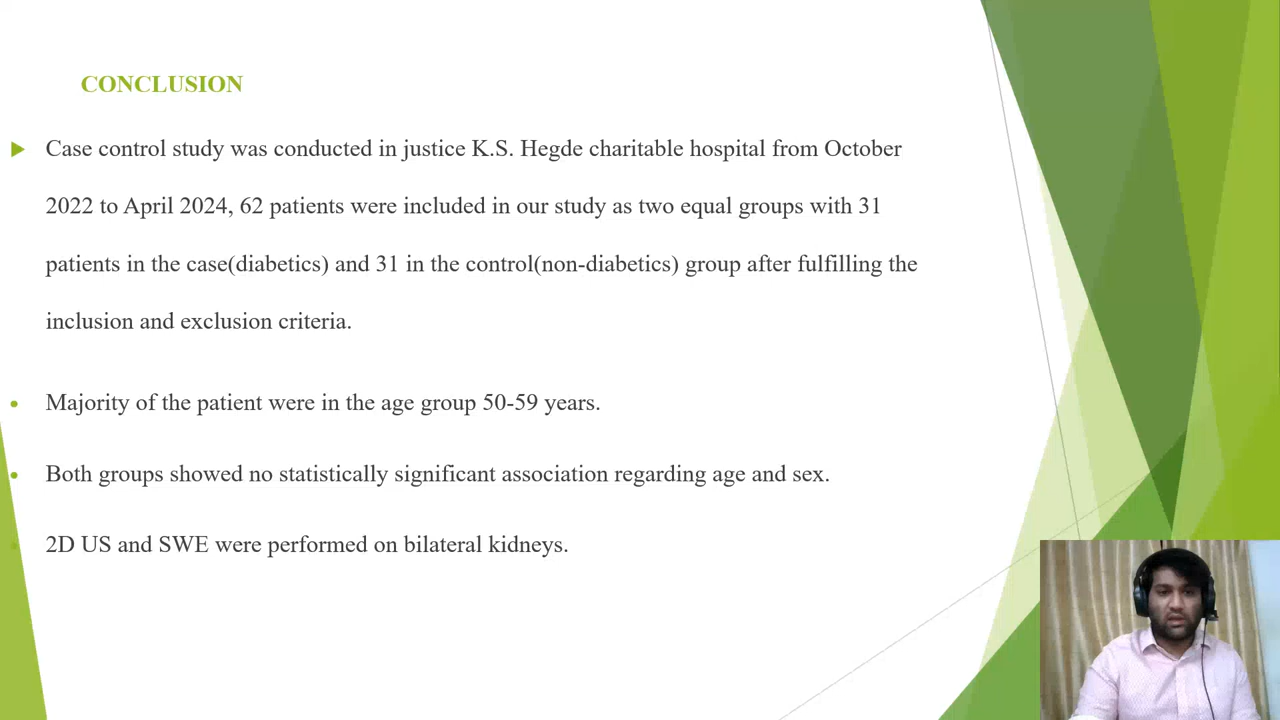 CONCLUSION
Case control study was conducted in justice K.S. Hegde charitable hospital from October
2022 to April 2024, 62 patients were included in our study as two equal groups with 31
patients in the case(diabetics) and 31 in the control(non-diabetics) group after fulfilling the
inclusion and exclusion criteria.
Majority of the patient were in the age group 50-59 years.
Both groups showed no statistically significant association regarding age and sex.
2D US and SWE were performed on bilateral kidneys.